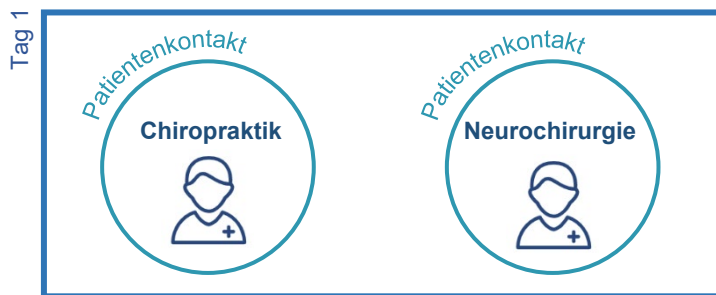 Tag 1
Patientenkontakt
Chiropraktik
Patientenkontakt
Neurochirurgie